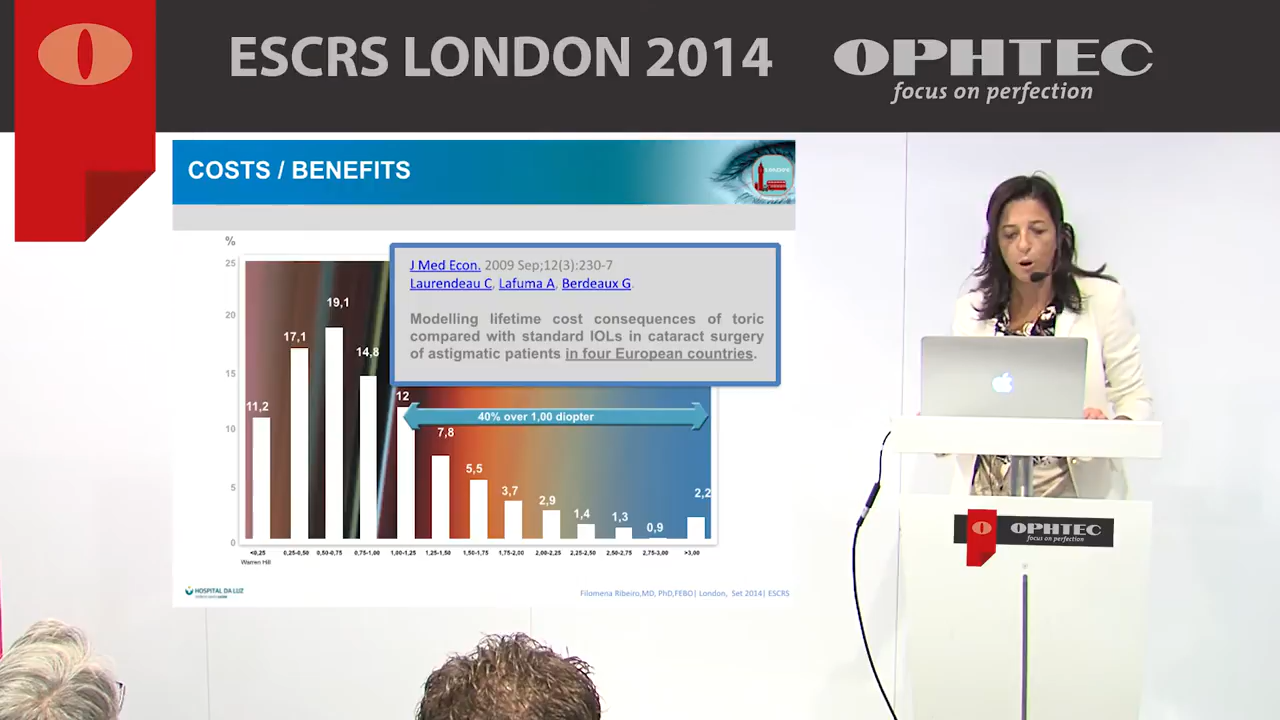 ESCRS LONDON 2014
OPHTEC
focus on perfection
COSTS / BENEFITS
%
25
20
15
10
5
0
J Med Econ. 2009 Sep;12(3):230-7
Laurendeau C, Lafuma A, Berdeaux G.
Modelling lifetime cost consequences of toric
compared with standard IOLs in cataract surgery
of astigmatic patients in four European countries.
11,2
17,1
19,1
14,8
12
40% over 1,00 diopter
7,8
5,5
3,7
2,9
1,4
1,3
0,9
2,2
<0,25 0,25-0,50 0,50-0,75 0,75-1,00 1,00-1,25 1,25-1,50 1,50-1,75 1,75-2,00 2,00-2,25 2,25-2,50 2,50-2,75 2,75-3,00 >3,00
Warren Hill
HOSPITAL DA LUZ
Filomena Ribeiro,MD, PhD,FEBO| London, Set 2014| ESCRS
OPHTEC
focus on perfection